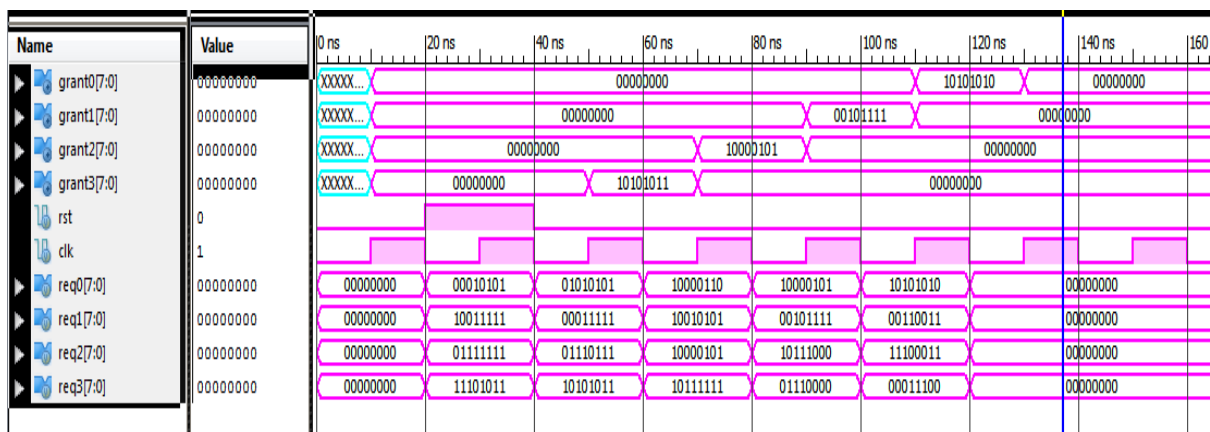 Name Value 0 ns 20 ns 40 ns 60 ns 80 ns 100 ns 120 ns 140 ns 160
grant0[7:0] 00000000 XXXXX... 00000000 10101010 00000000
grant1[7:0] 00000000 XXXXX... 00000000 00101111 00000000
grant2[7:0] 00000000 XXXXX... 00000000 10000101 00000000
grant3[7:0] 00000000 XXXXX... 00000000 10101011 00000000
rst 0
clk 1
req0[7:0] 00000000 00000000 00010101 01010101 10000110 10000101 10101010 00000000
req1[7:0] 00000000 00000000 10011111 00011111 10010101 00101111 00110011 00000000
req2[7:0] 00000000 00000000 01111111 01110111 10000101 10111000 11100011 00000000
req3[7:0] 00000000 00000000 11101011 10101011 10111111 01110000 00011100 00000000